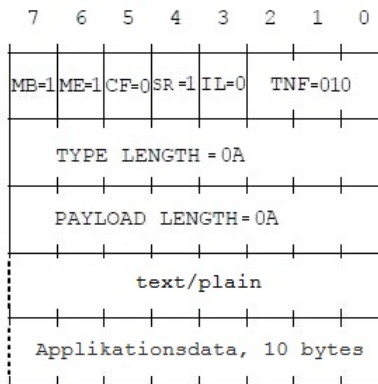 7 6 5 4 3 2 1 0
MB=1 ME=1 CF=0 SR=1 IL=0 TNF=010
TYPE LENGTH = 0A
PAYLOAD LENGTH = 0A
text/plain
Applikationsdata, 10 bytes